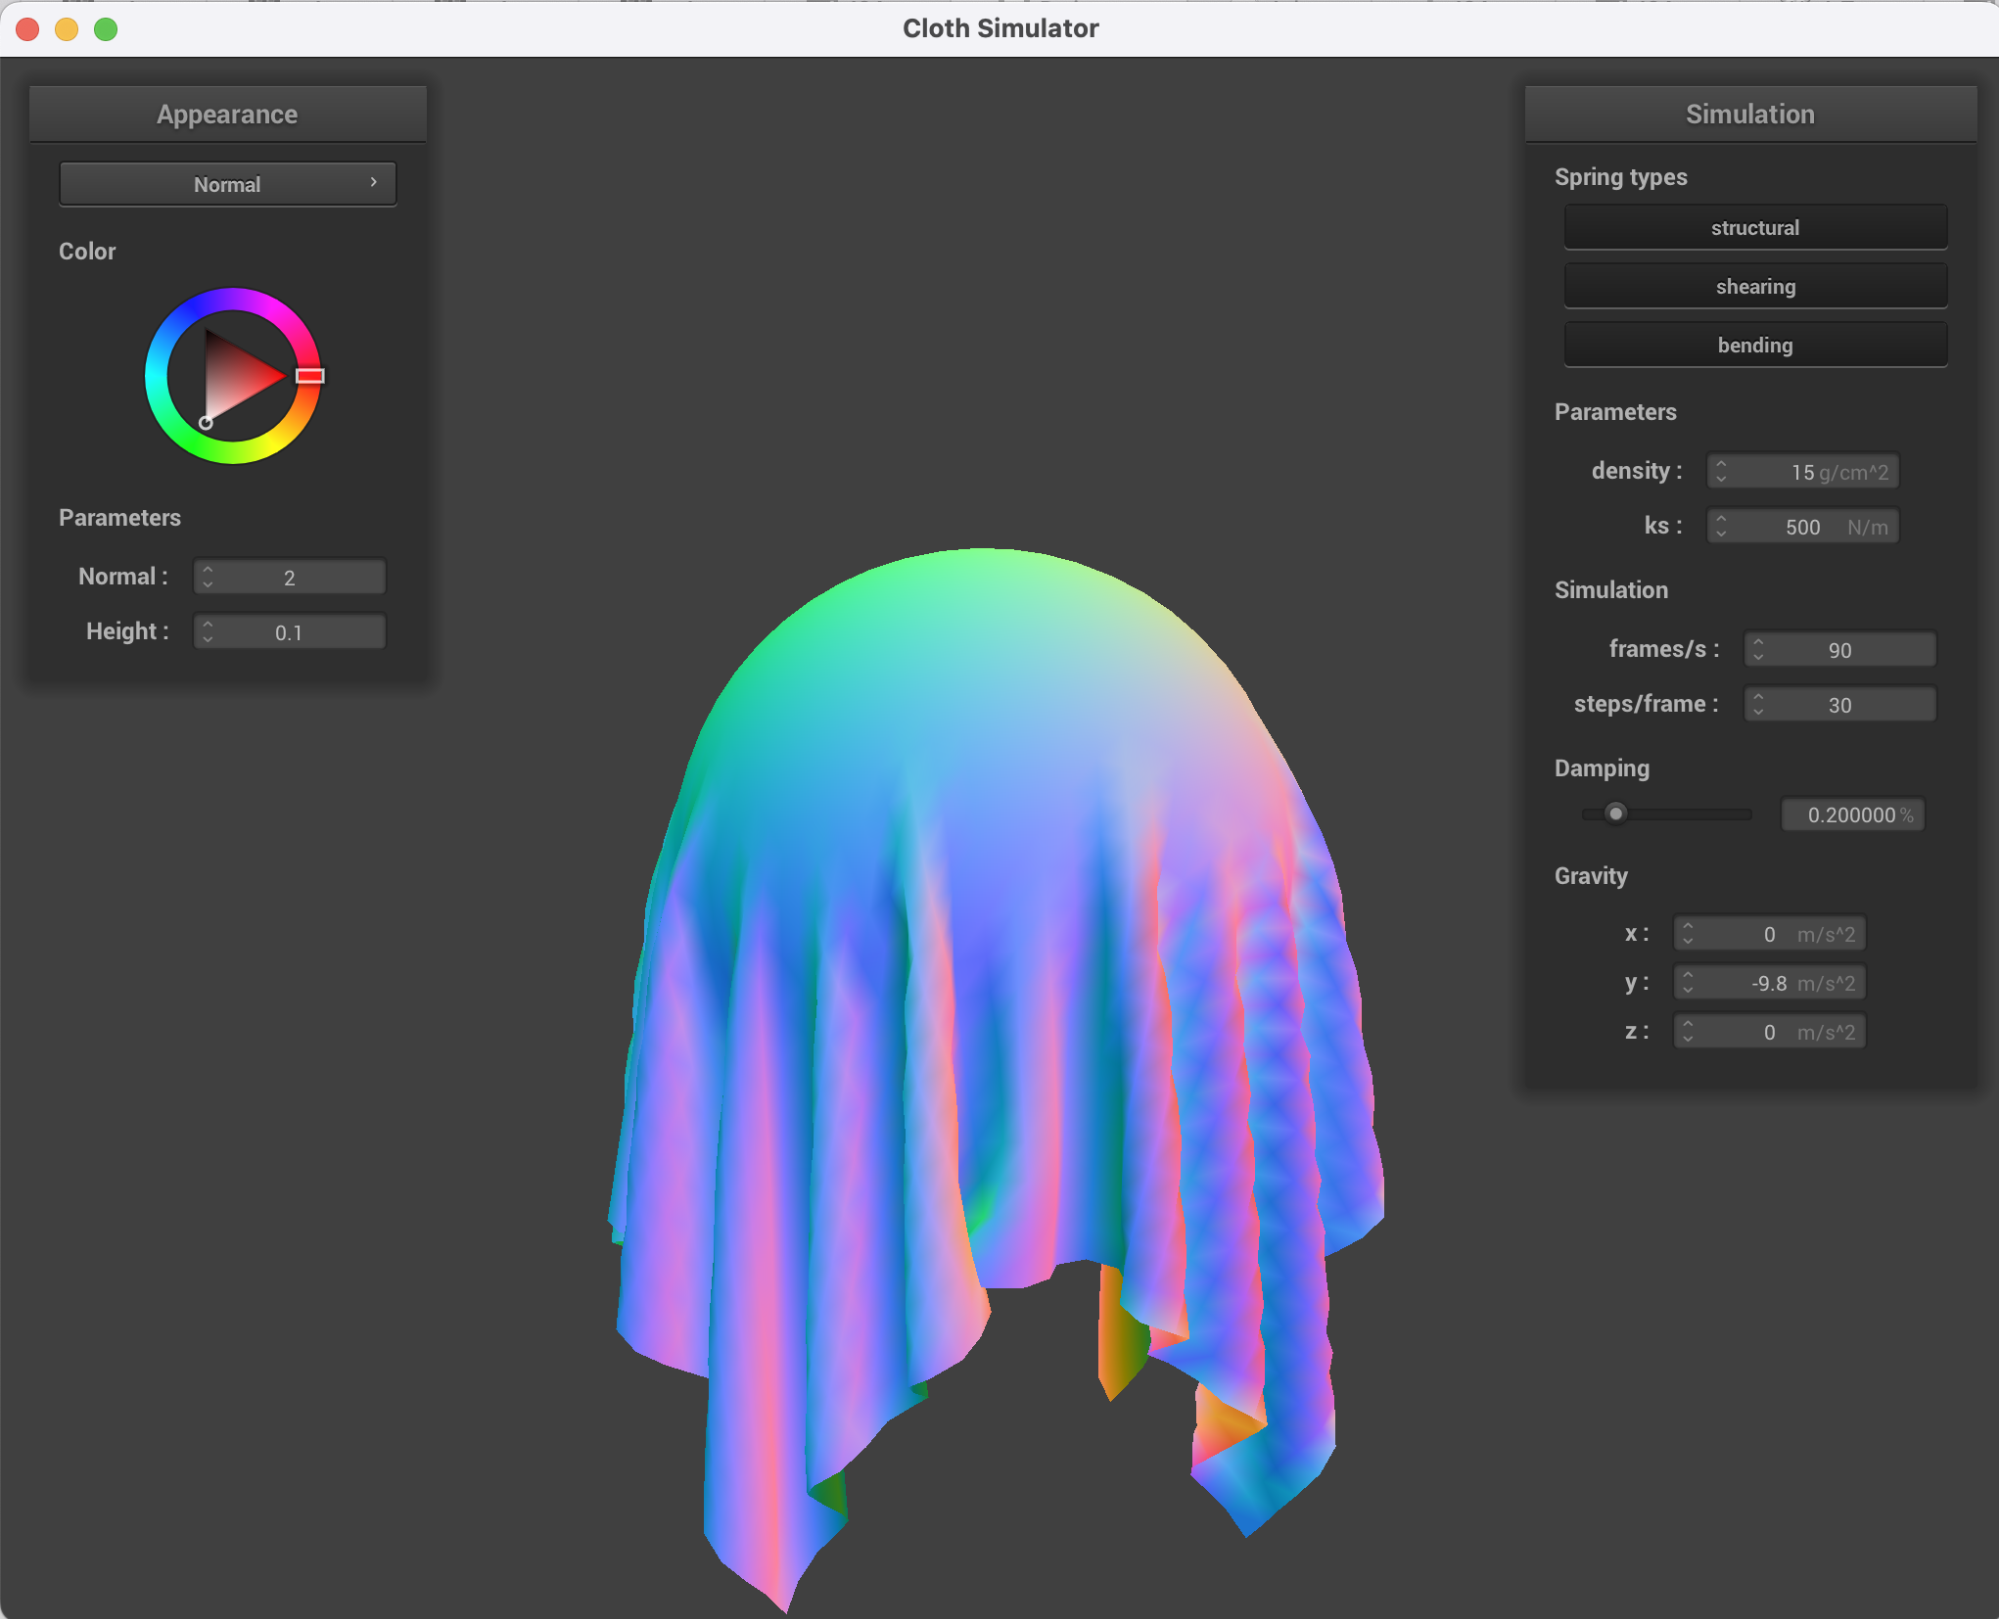 Cloth Simulator
Appearance
Normal
Color
Parameters
Normal : 2
Height : 0.1
Simulation
Spring types
structural
shearing
bending
Parameters
density : 15 g/cm^2
ks : 500 N/m
Simulation
frames/s : 90
steps/frame : 30
Damping
0.200000 %
Gravity
x : 0 m/s^2
y : -9.8 m/s^2
z : 0 m/s^2